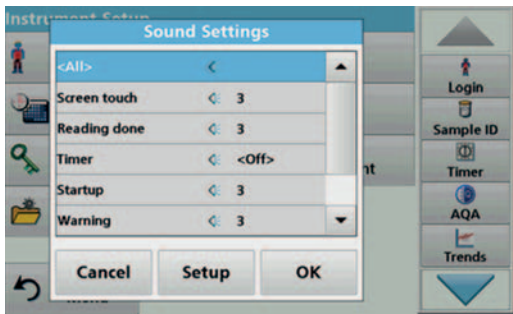 Instrument Setup
Sound Settings
<All>
Screen touch 3
Reading done 3
Timer <Off>
Startup 3
Warning 3
Cancel Setup OK
Login
Sample ID
Timer
AQA
Trends